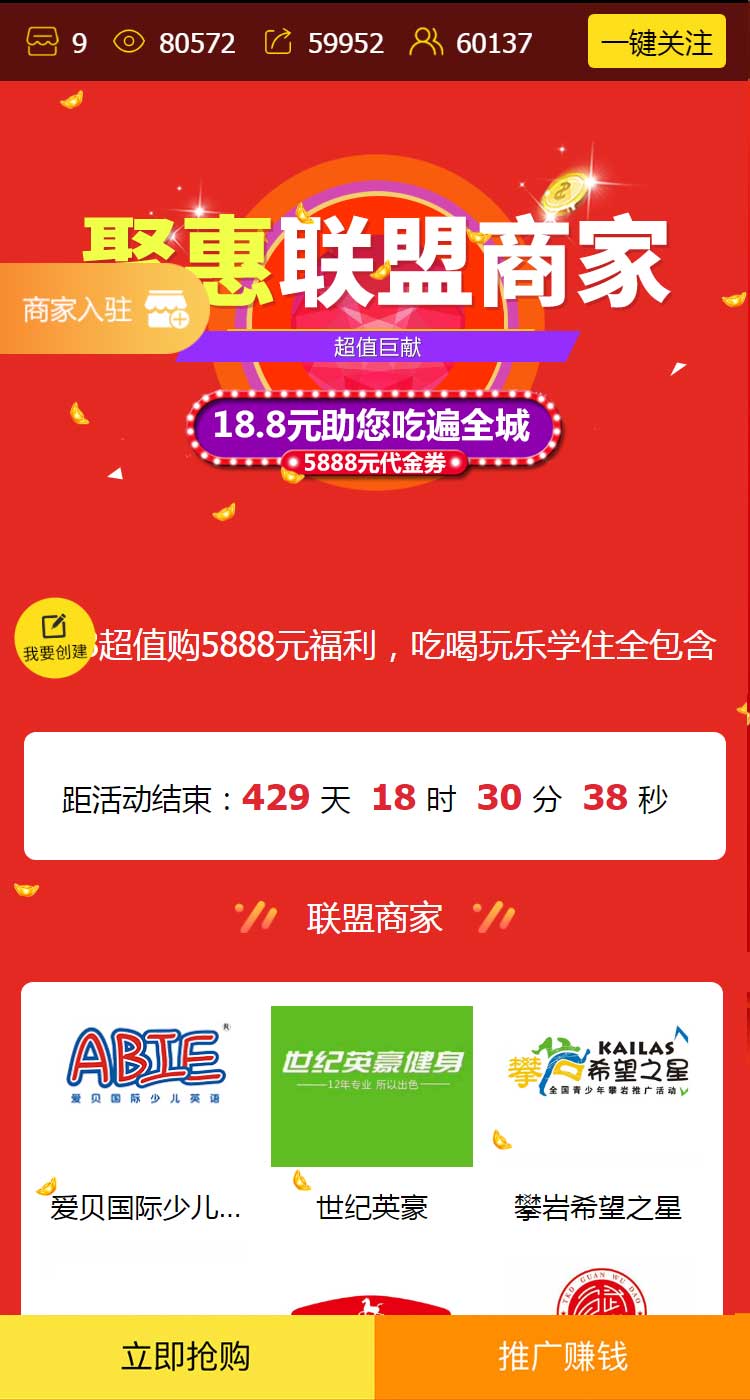 9 80572 59952 60137 一键关注
聚惠联盟商家
商家入驻
超值巨献
18.8元助您吃遍全城
5888元代金券
我要创建
超值购5888元福利，吃喝玩乐学住全包含
距活动结束：429 天 18 时 30 分 38 秒
联盟商家
ABIE®
爱贝国际少儿英语
世纪英豪健身
12年专业 所以出色
KAILAS
攀岩希望之星
全国青少年攀岩推广活动
爱贝国际少儿... 世纪英豪 攀岩希望之星
TKD GUAN WU DAO
立即抢购 推广赚钱